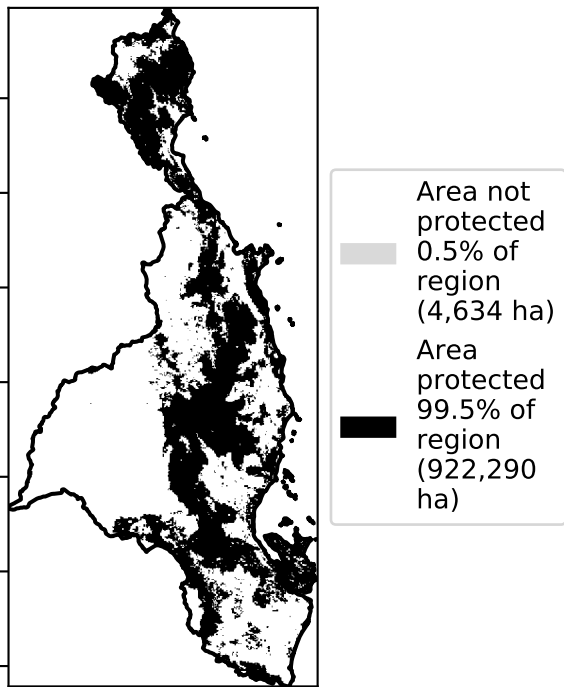 Area not
protected
0.5% of
region
(4,634 ha)
Area
protected
99.5% of
region
(922,290
ha)